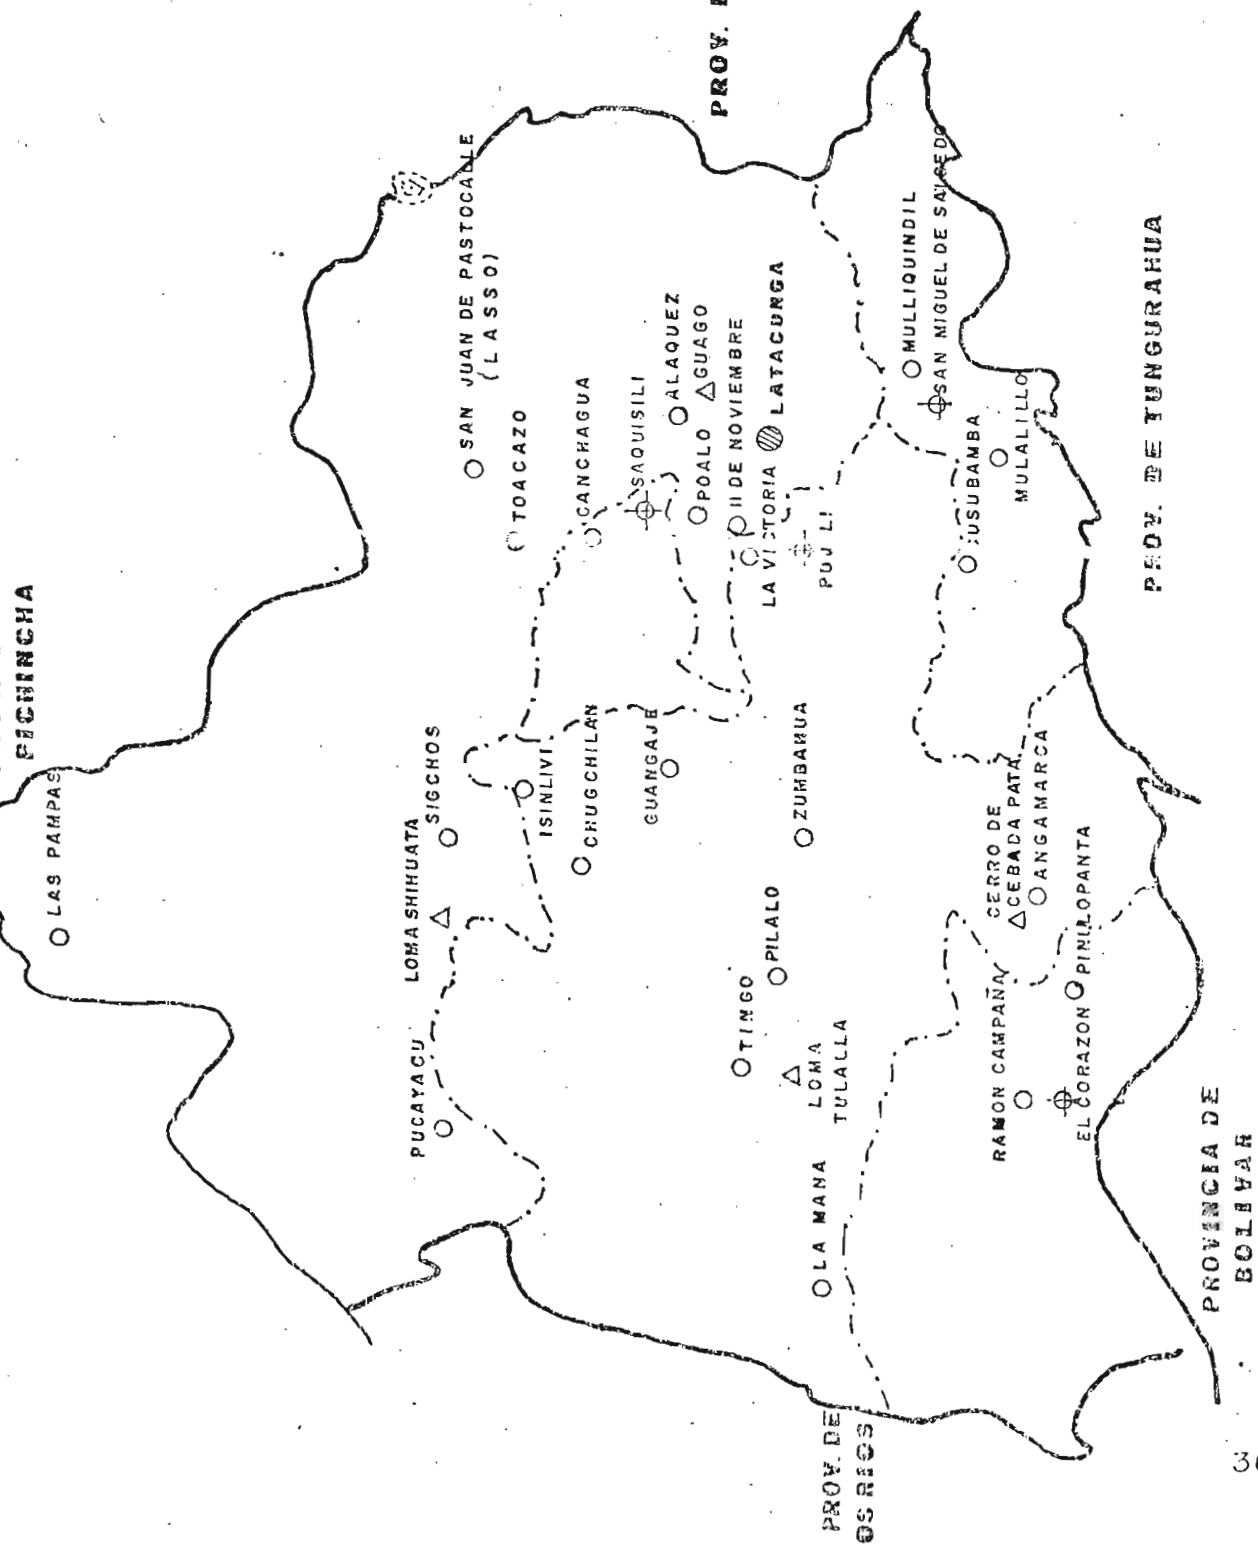 PICHINCHA
LAS PAMPAS
SAN JUAN DE PASTOCALLE
(LASSO)
TOACAZO
CANCHAGUA
SAQUISILI
ALAQUEZ
POALO
GUAGO
11 DE NOVIEMBRE
LA VICTORIA
LATACUNGA
PUJILI
PROV.
MULLIQUINDIL
SAN MIGUEL DE SALCEDO
CUSUBAMBA
MULALILLO
PROV. DE TUNGURAHUA
LOMA SHIHUATA
SIGCHOS
ISINLIVI
CHUGCHILAN
GUANGAJE
ZUMBAHUA
PUCAYACU
TINGO
PILALO
LOMA
TULALLA
LA MANA
CERRO DE
CEBADA PATA
ANGAMARCA
RAMON CAMPAÑA
PINLLOPANTA
EL CORAZON
PROVINCIA DE
BOLIVAR
PROV. DE
OS RIOS